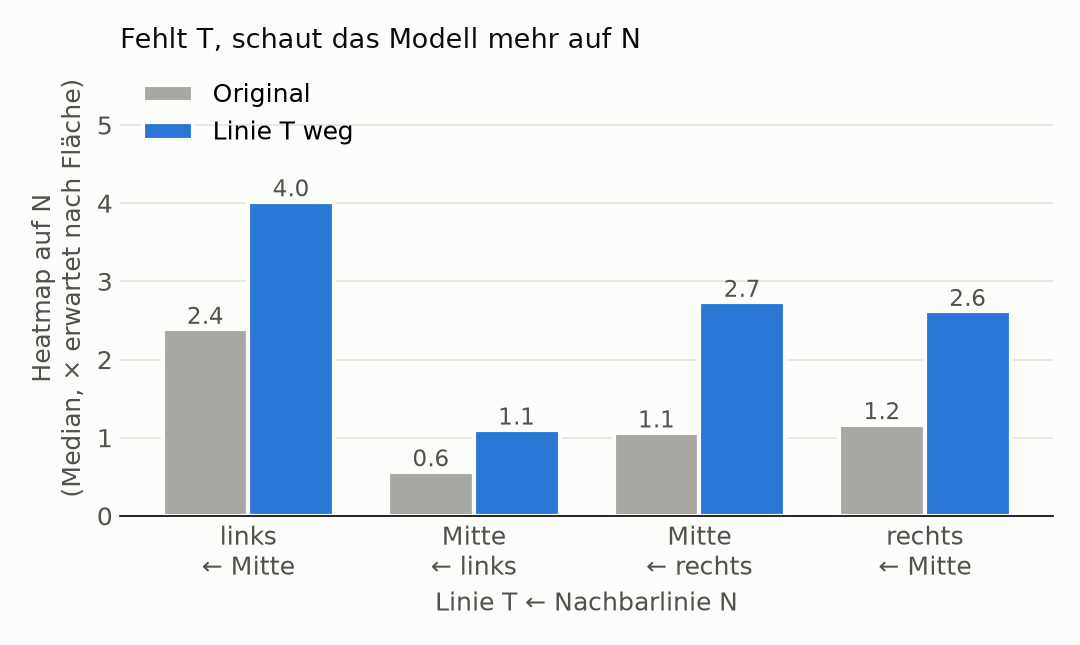 Fehlt T, schaut das Modell mehr auf N
Original
Linie T weg
Heatmap auf N
(Median, × erwartet nach Fläche)
5
4
3
2
1
0
2.4
4.0
0.6
1.1
1.1
2.7
1.2
2.6
links
← Mitte
Mitte
← links
Mitte
← rechts
rechts
← Mitte
Linie T ← Nachbarlinie N